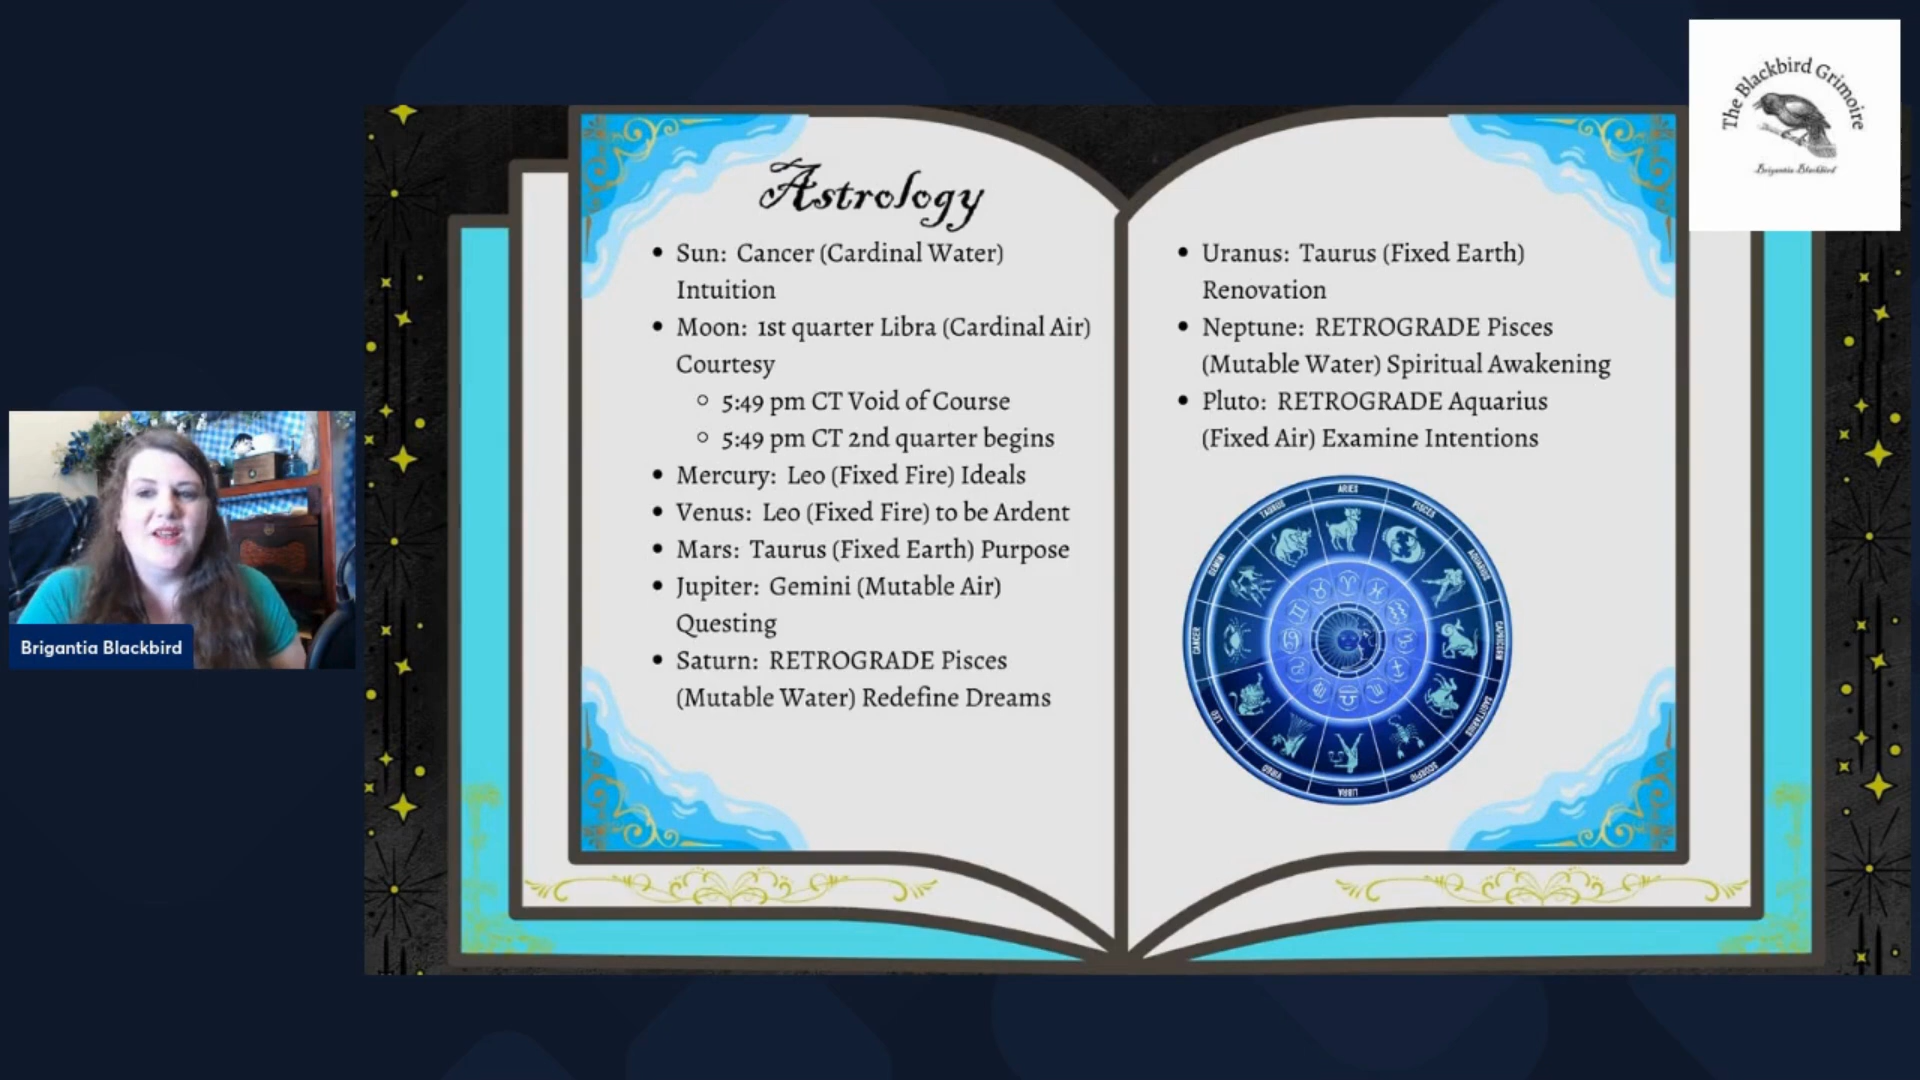 The Blackbird Grimoire
Brigantia Blackbird
Astrology
Sun: Cancer (Cardinal Water)
Intuition
Moon: 1st quarter Libra (Cardinal Air)
Courtesy
5:49 pm CT Void of Course
5:49 pm CT 2nd quarter begins
Mercury: Leo (Fixed Fire) Ideals
Venus: Leo (Fixed Fire) to be Ardent
Mars: Taurus (Fixed Earth) Purpose
Jupiter: Gemini (Mutable Air)
Questing
Saturn: RETROGRADE Pisces
(Mutable Water) Redefine Dreams
Uranus: Taurus (Fixed Earth)
Renovation
Neptune: RETROGRADE Pisces
(Mutable Water) Spiritual Awakening
Pluto: RETROGRADE Aquarius
(Fixed Air) Examine Intentions
ARIES
PISCES
AQUARIUS
CAPRICORN
SAGITTARIUS
SCORPIO
LIBRA
VIRGO
LEO
CANCER
GEMINI
TAURUS
Brigantia Blackbird